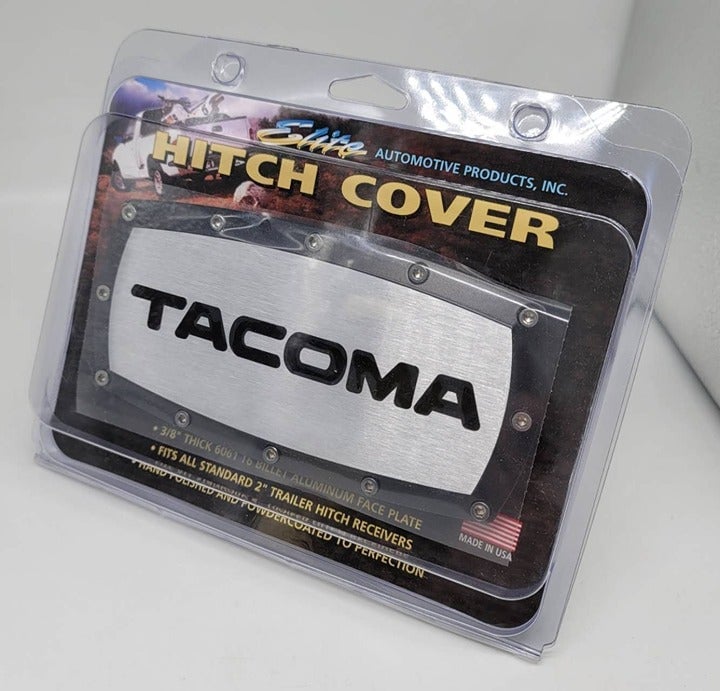 Elite AUTOMOTIVE PRODUCTS, INC.
HITCH COVER
TACOMA
• 3/8" THICK 6061 T6 BILLET ALUMINUM FACE PLATE
• FITS ALL STANDARD 2" TRAILER HITCH RECEIVERS
• HAND POLISHED AND POWDERCOATED TO PERFECTION
MADE IN USA